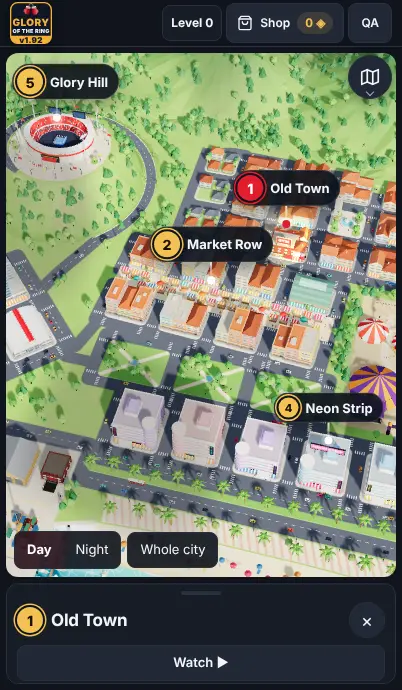 GLORY
OF THE RING
v1.92
Level 0
Shop
0
QA
5 Glory Hill
1 Old Town
2 Market Row
4 Neon Strip
Day
Night
Whole city
1 Old Town
Watch